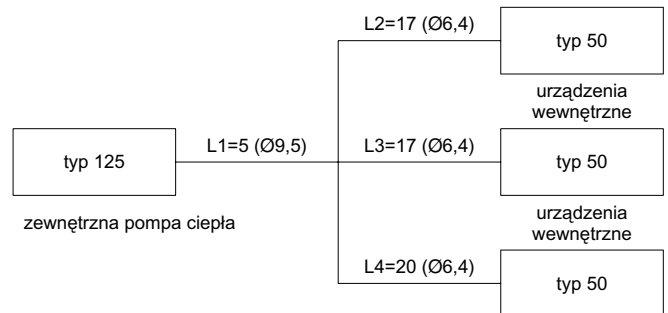 L2=17 (Ø6,4)
typ 50
urządzenia
wewnętrzne
typ 125
L1=5 (Ø9,5)
L3=17 (Ø6,4)
typ 50
zewnętrzna pompa ciepła
urządzenia
wewnętrzne
L4=20 (Ø6,4)
typ 50